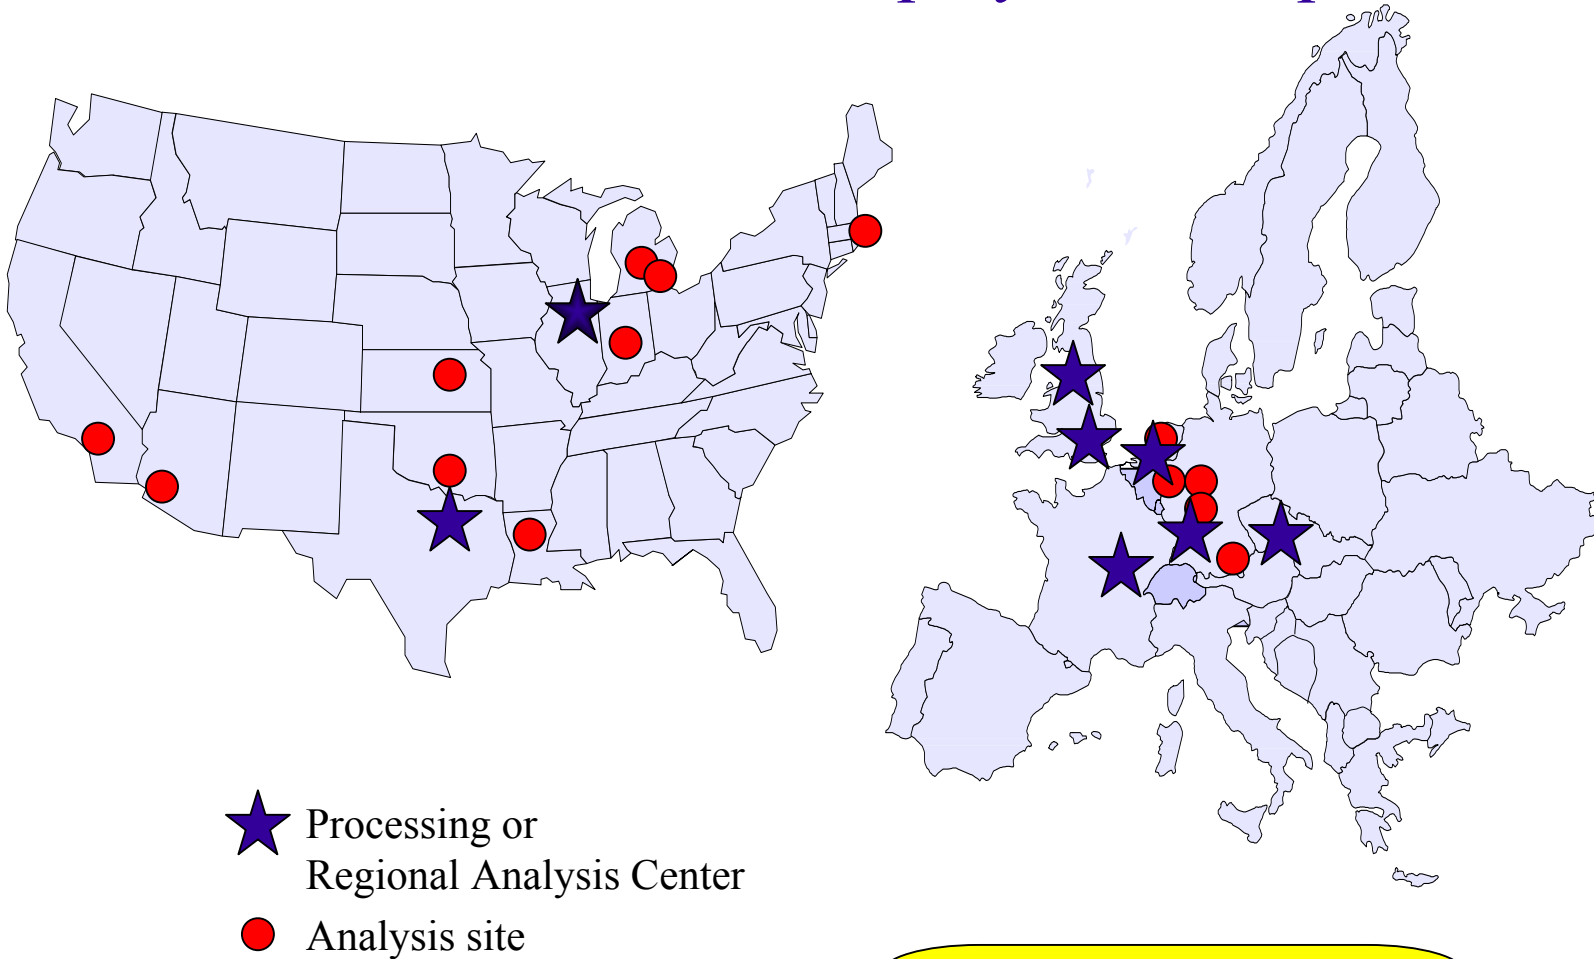 Processing or
Regional Analysis Center
Analysis site